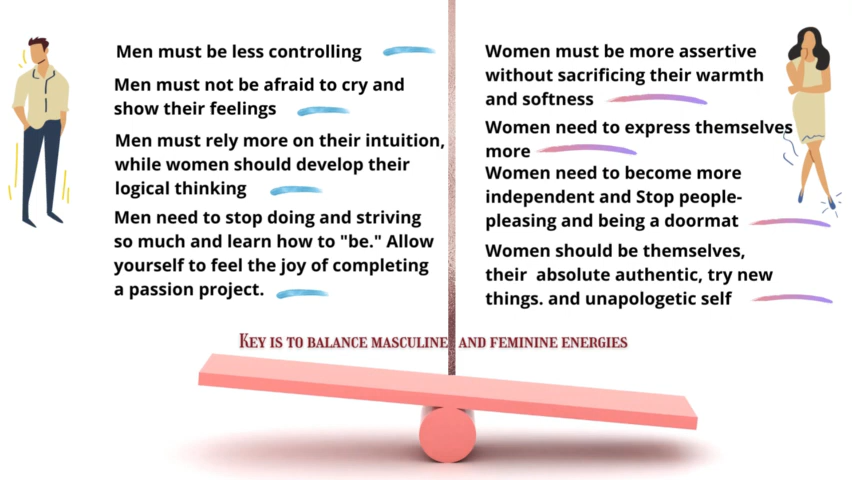 Men must be less controlling
Men must not be afraid to cry and
show their feelings
Men must rely more on their intuition,
while women should develop their
logical thinking
Men need to stop doing and striving
so much and learn how to "be." Allow
yourself to feel the joy of completing
a passion project.
Women must be more assertive
without sacrificing their warmth
and softness
Women need to express themselves
more
Women need to become more
independent and Stop people-
pleasing and being a doormat
Women should be themselves,
their absolute authentic, try new
things. and unapologetic self
Key is to balance masculine and feminine energies